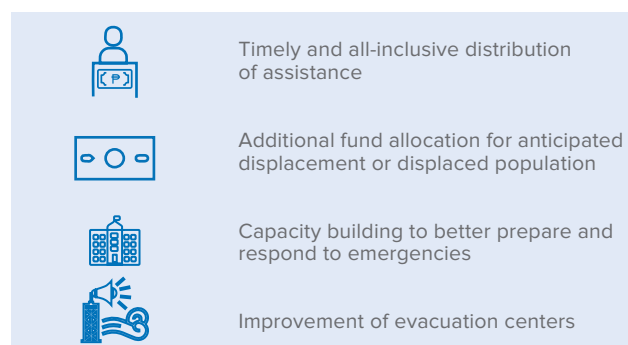 ₱
Timely and all-inclusive distribution
of assistance
Additional fund allocation for anticipated
displacement or displaced population
Capacity building to better prepare and
respond to emergencies
Improvement of evacuation centers